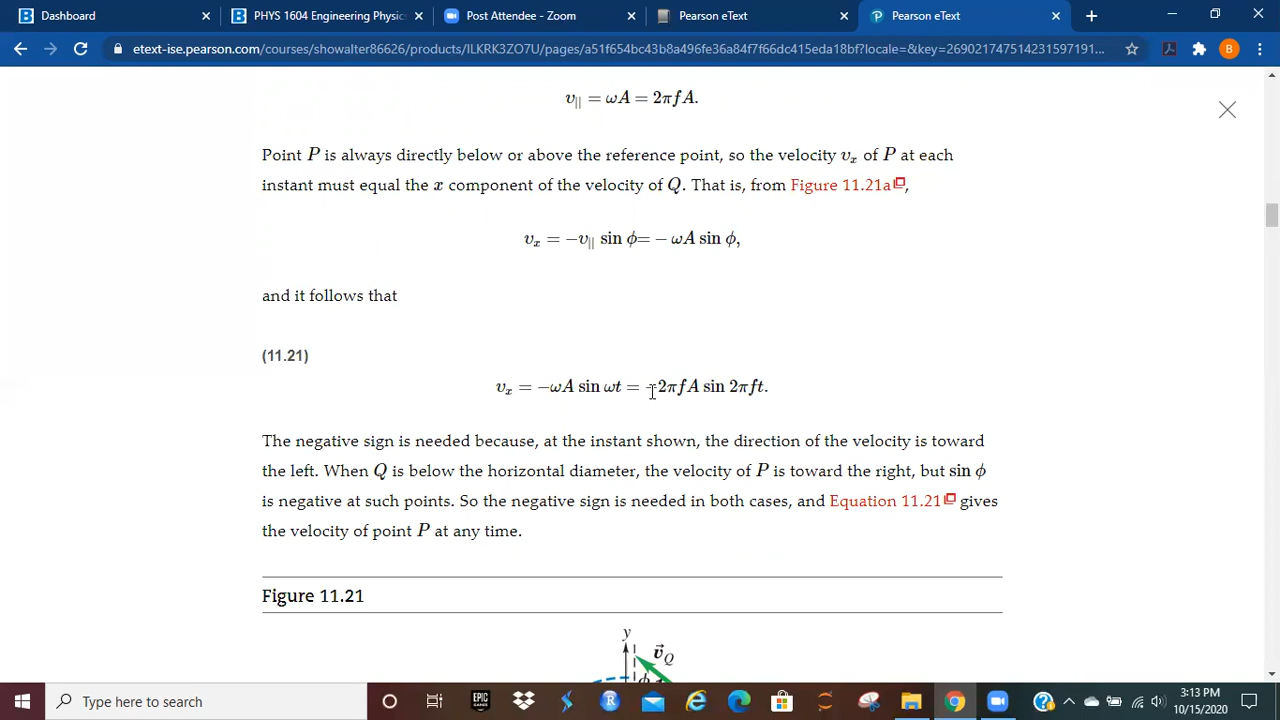 Dashboard
PHYS 1604 Engineering Physic
Post Attendee - Zoom
Pearson eText
Pearson eText
etext-ise.pearson.com/courses/showalter86626/products/ILKRK3ZO7U/pages/a51f654bc43b8a496fe36a84f7f66dc415eda18bf?locale=&key=269021747514231597191...
B
v|| = ωA = 2πfA.
Point P is always directly below or above the reference point, so the velocity vₓ of P at each
instant must equal the x component of the velocity of Q. That is, from Figure 11.21a,
vₓ = −v|| sin ϕ= − ωA sin ϕ,
and it follows that
(11.21)
vₓ = −ωA sin ωt = −2πfA sin 2πft.
The negative sign is needed because, at the instant shown, the direction of the velocity is toward
the left. When Q is below the horizontal diameter, the velocity of P is toward the right, but sin ϕ
is negative at such points. So the negative sign is needed in both cases, and Equation 11.21 gives
the velocity of point P at any time.
Figure 11.21
y
v⃗Q
ϕ
Type here to search
3:13 PM
10/15/2020